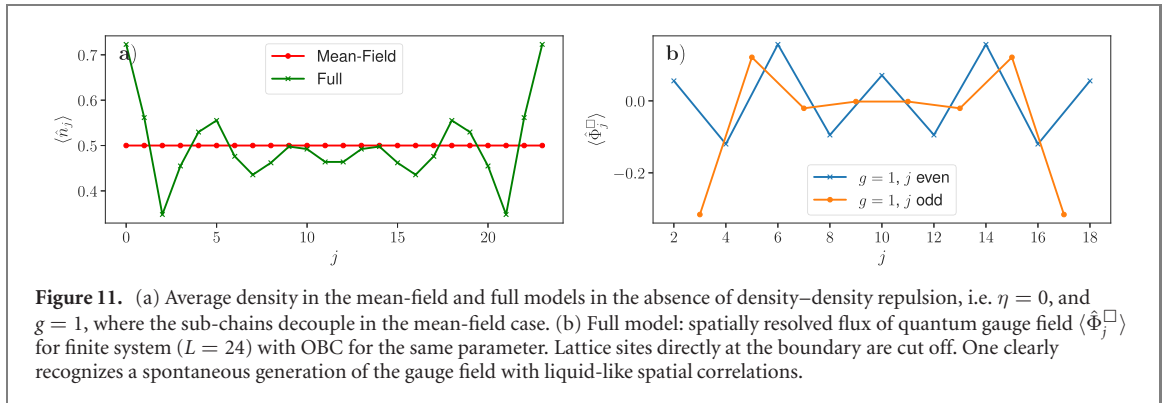 a)
Mean-Field
Full
0.7
0.6
0.5
0.4
⟨n̂_j⟩
0 5 10 15 20
j
b)
0.0
−0.2
⟨Φ̂_j^□⟩
g = 1, j even
g = 1, j odd
2 4 6 8 10 12 14 16 18
j
Figure 11. (a) Average density in the mean-field and full models in the absence of density–density repulsion, i.e. η = 0, and
g = 1, where the sub-chains decouple in the mean-field case. (b) Full model: spatially resolved flux of quantum gauge field ⟨Φ̂_j^□⟩
for finite system (L = 24) with OBC for the same parameter. Lattice sites directly at the boundary are cut off. One clearly
recognizes a spontaneous generation of the gauge field with liquid-like spatial correlations.